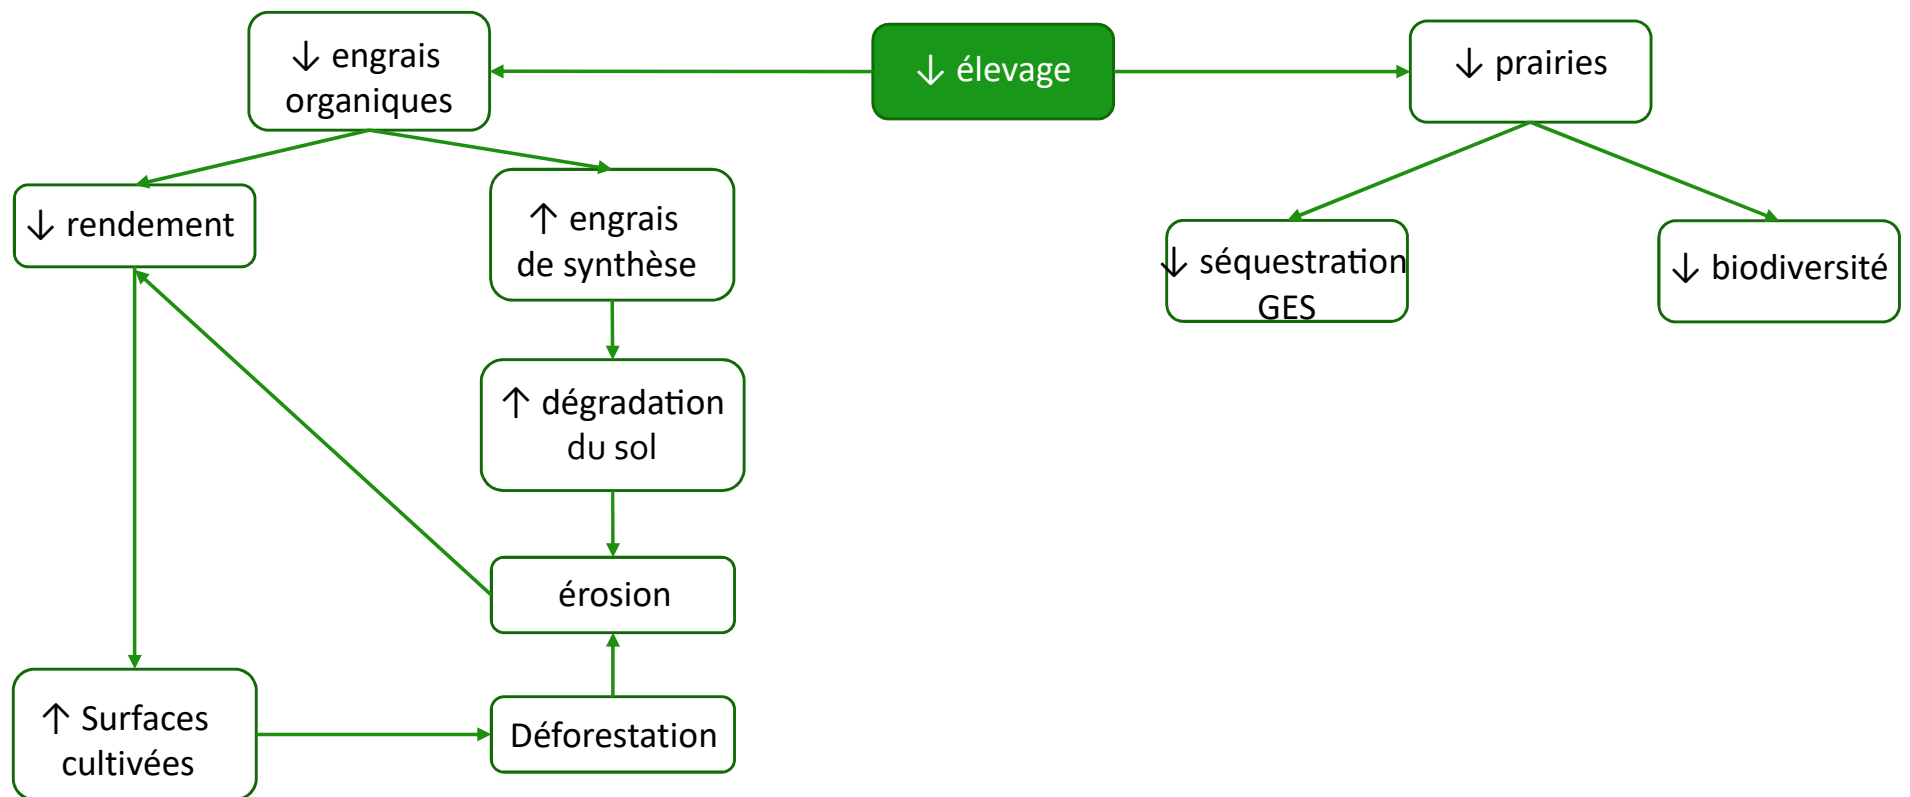 ↓ engrais
organiques
↓ élevage
↓ prairies
↓ rendement
↑ engrais
de synthèse
↓ séquestration
GES
↓ biodiversité
↑ dégradation
du sol
érosion
↑ Surfaces
cultivées
Déforestation